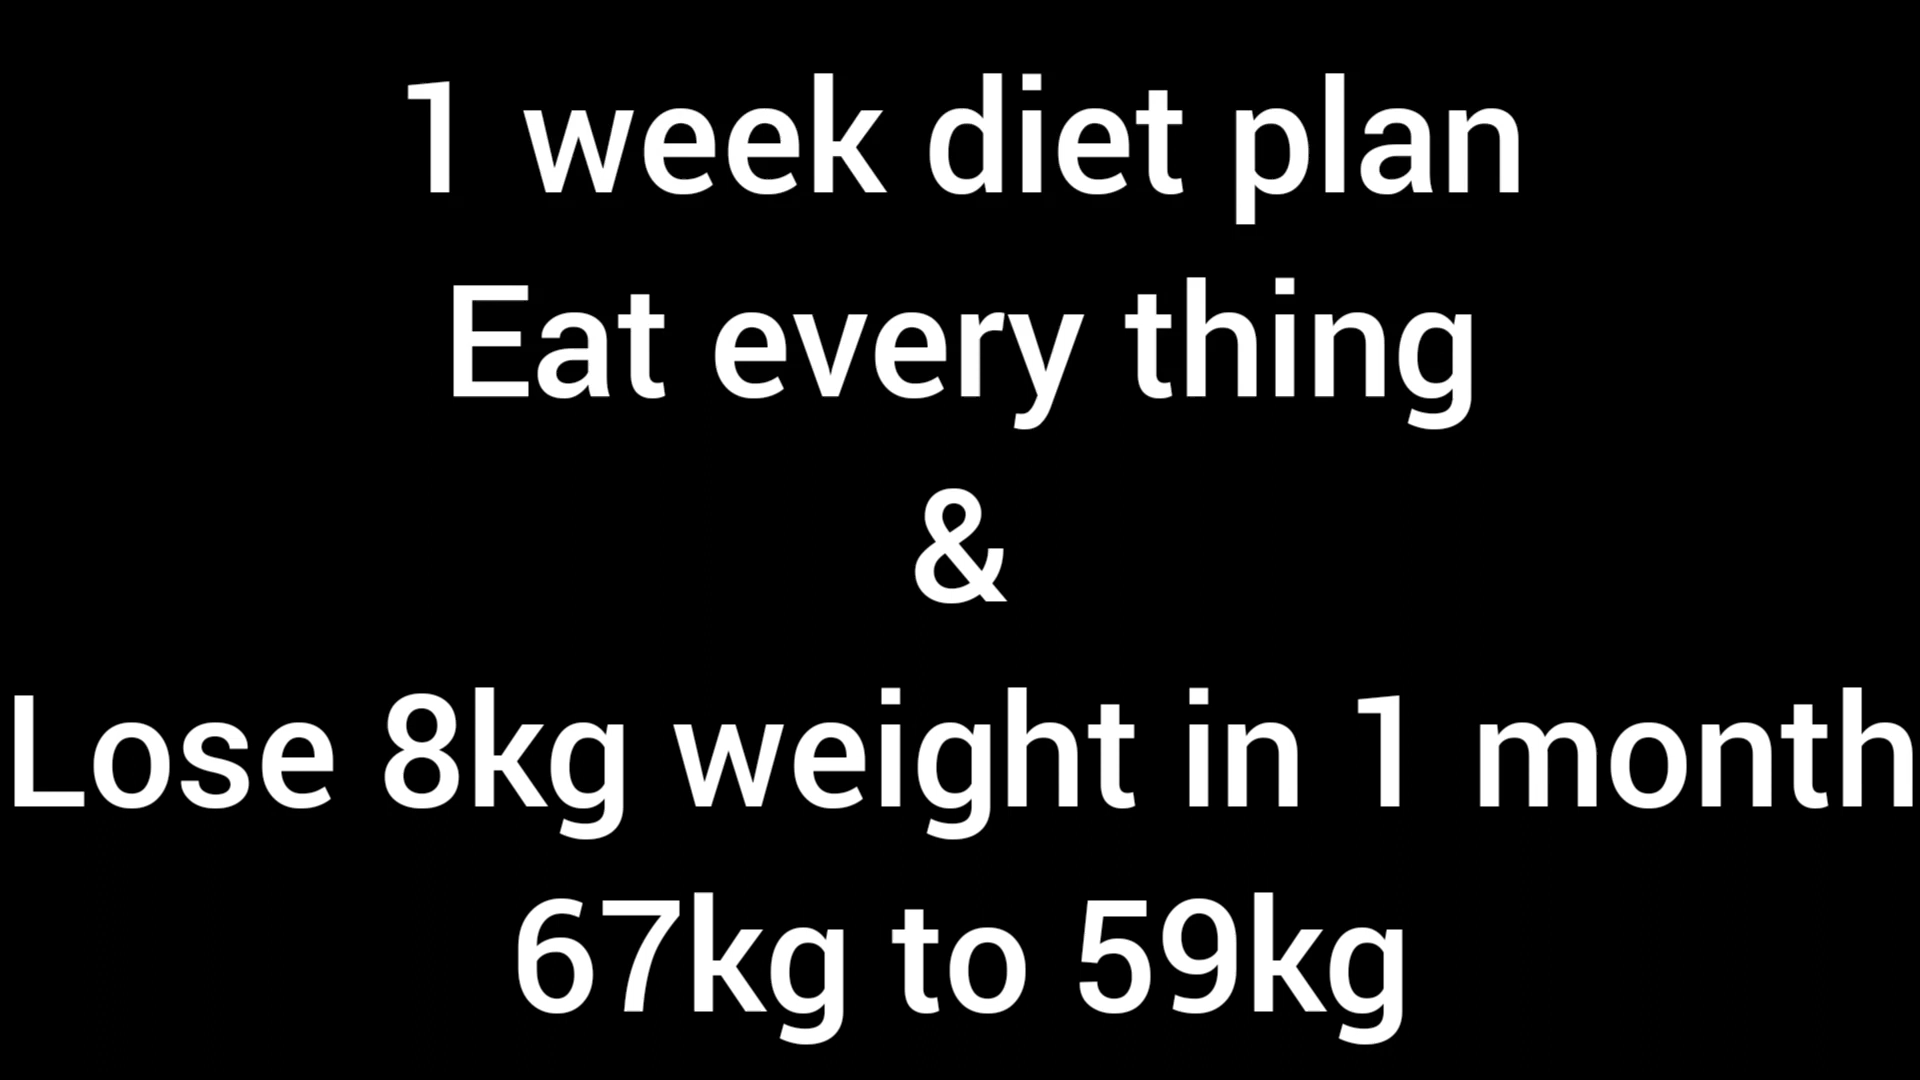 1 week diet plan
Eat every thing
&
Lose 8kg weight in 1 month
67kg to 59kg